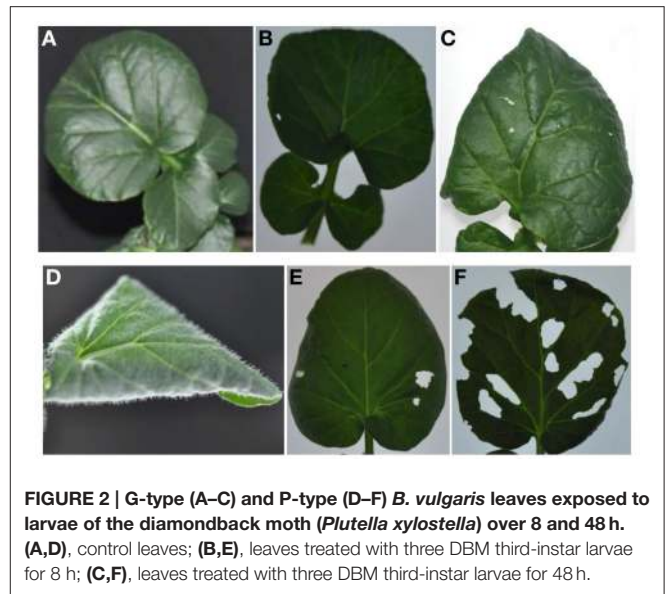 A
B
C
D
E
F
FIGURE 2 | G-type (A–C) and P-type (D–F) B. vulgaris leaves exposed to
larvae of the diamondback moth (Plutella xylostella) over 8 and 48 h.
(A,D), control leaves; (B,E), leaves treated with three DBM third-instar larvae
for 8 h; (C,F), leaves treated with three DBM third-instar larvae for 48 h.